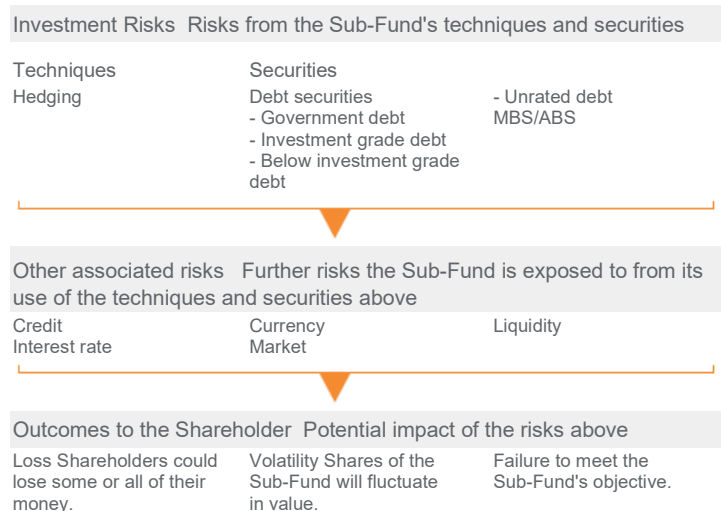 Investment Risks Risks from the Sub-Fund's techniques and securities
Techniques
Hedging
Securities
Debt securities
- Government debt
- Investment grade debt
- Below investment grade
debt
- Unrated debt
MBS/ABS
Other associated risks Further risks the Sub-Fund is exposed to from its
use of the techniques and securities above
Credit
Interest rate
Currency
Market
Liquidity
Outcomes to the Shareholder Potential impact of the risks above
Loss Shareholders could
lose some or all of their
money.
Volatility Shares of the
Sub-Fund will fluctuate
in value.
Failure to meet the
Sub-Fund's objective.